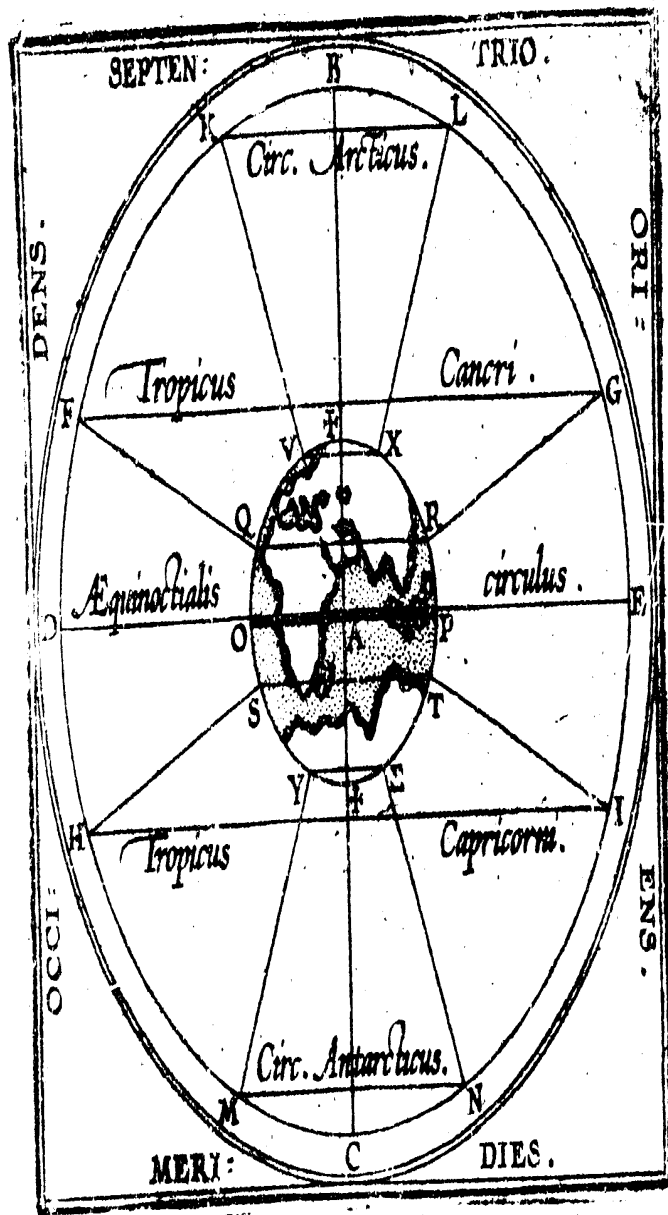 SEPTEN: TRIO.
B
K L
Circ. Arcticus.
DENS.
ORI:
Tropicus Cancri.
F G
V X
Q R
Æquinoctialis circulus.
D E
O A P
S T
Y
H I
Tropicus Capricorni.
OCCI:
ENS.
Circ. Antarcticus.
M N
C
MERI: DIES.